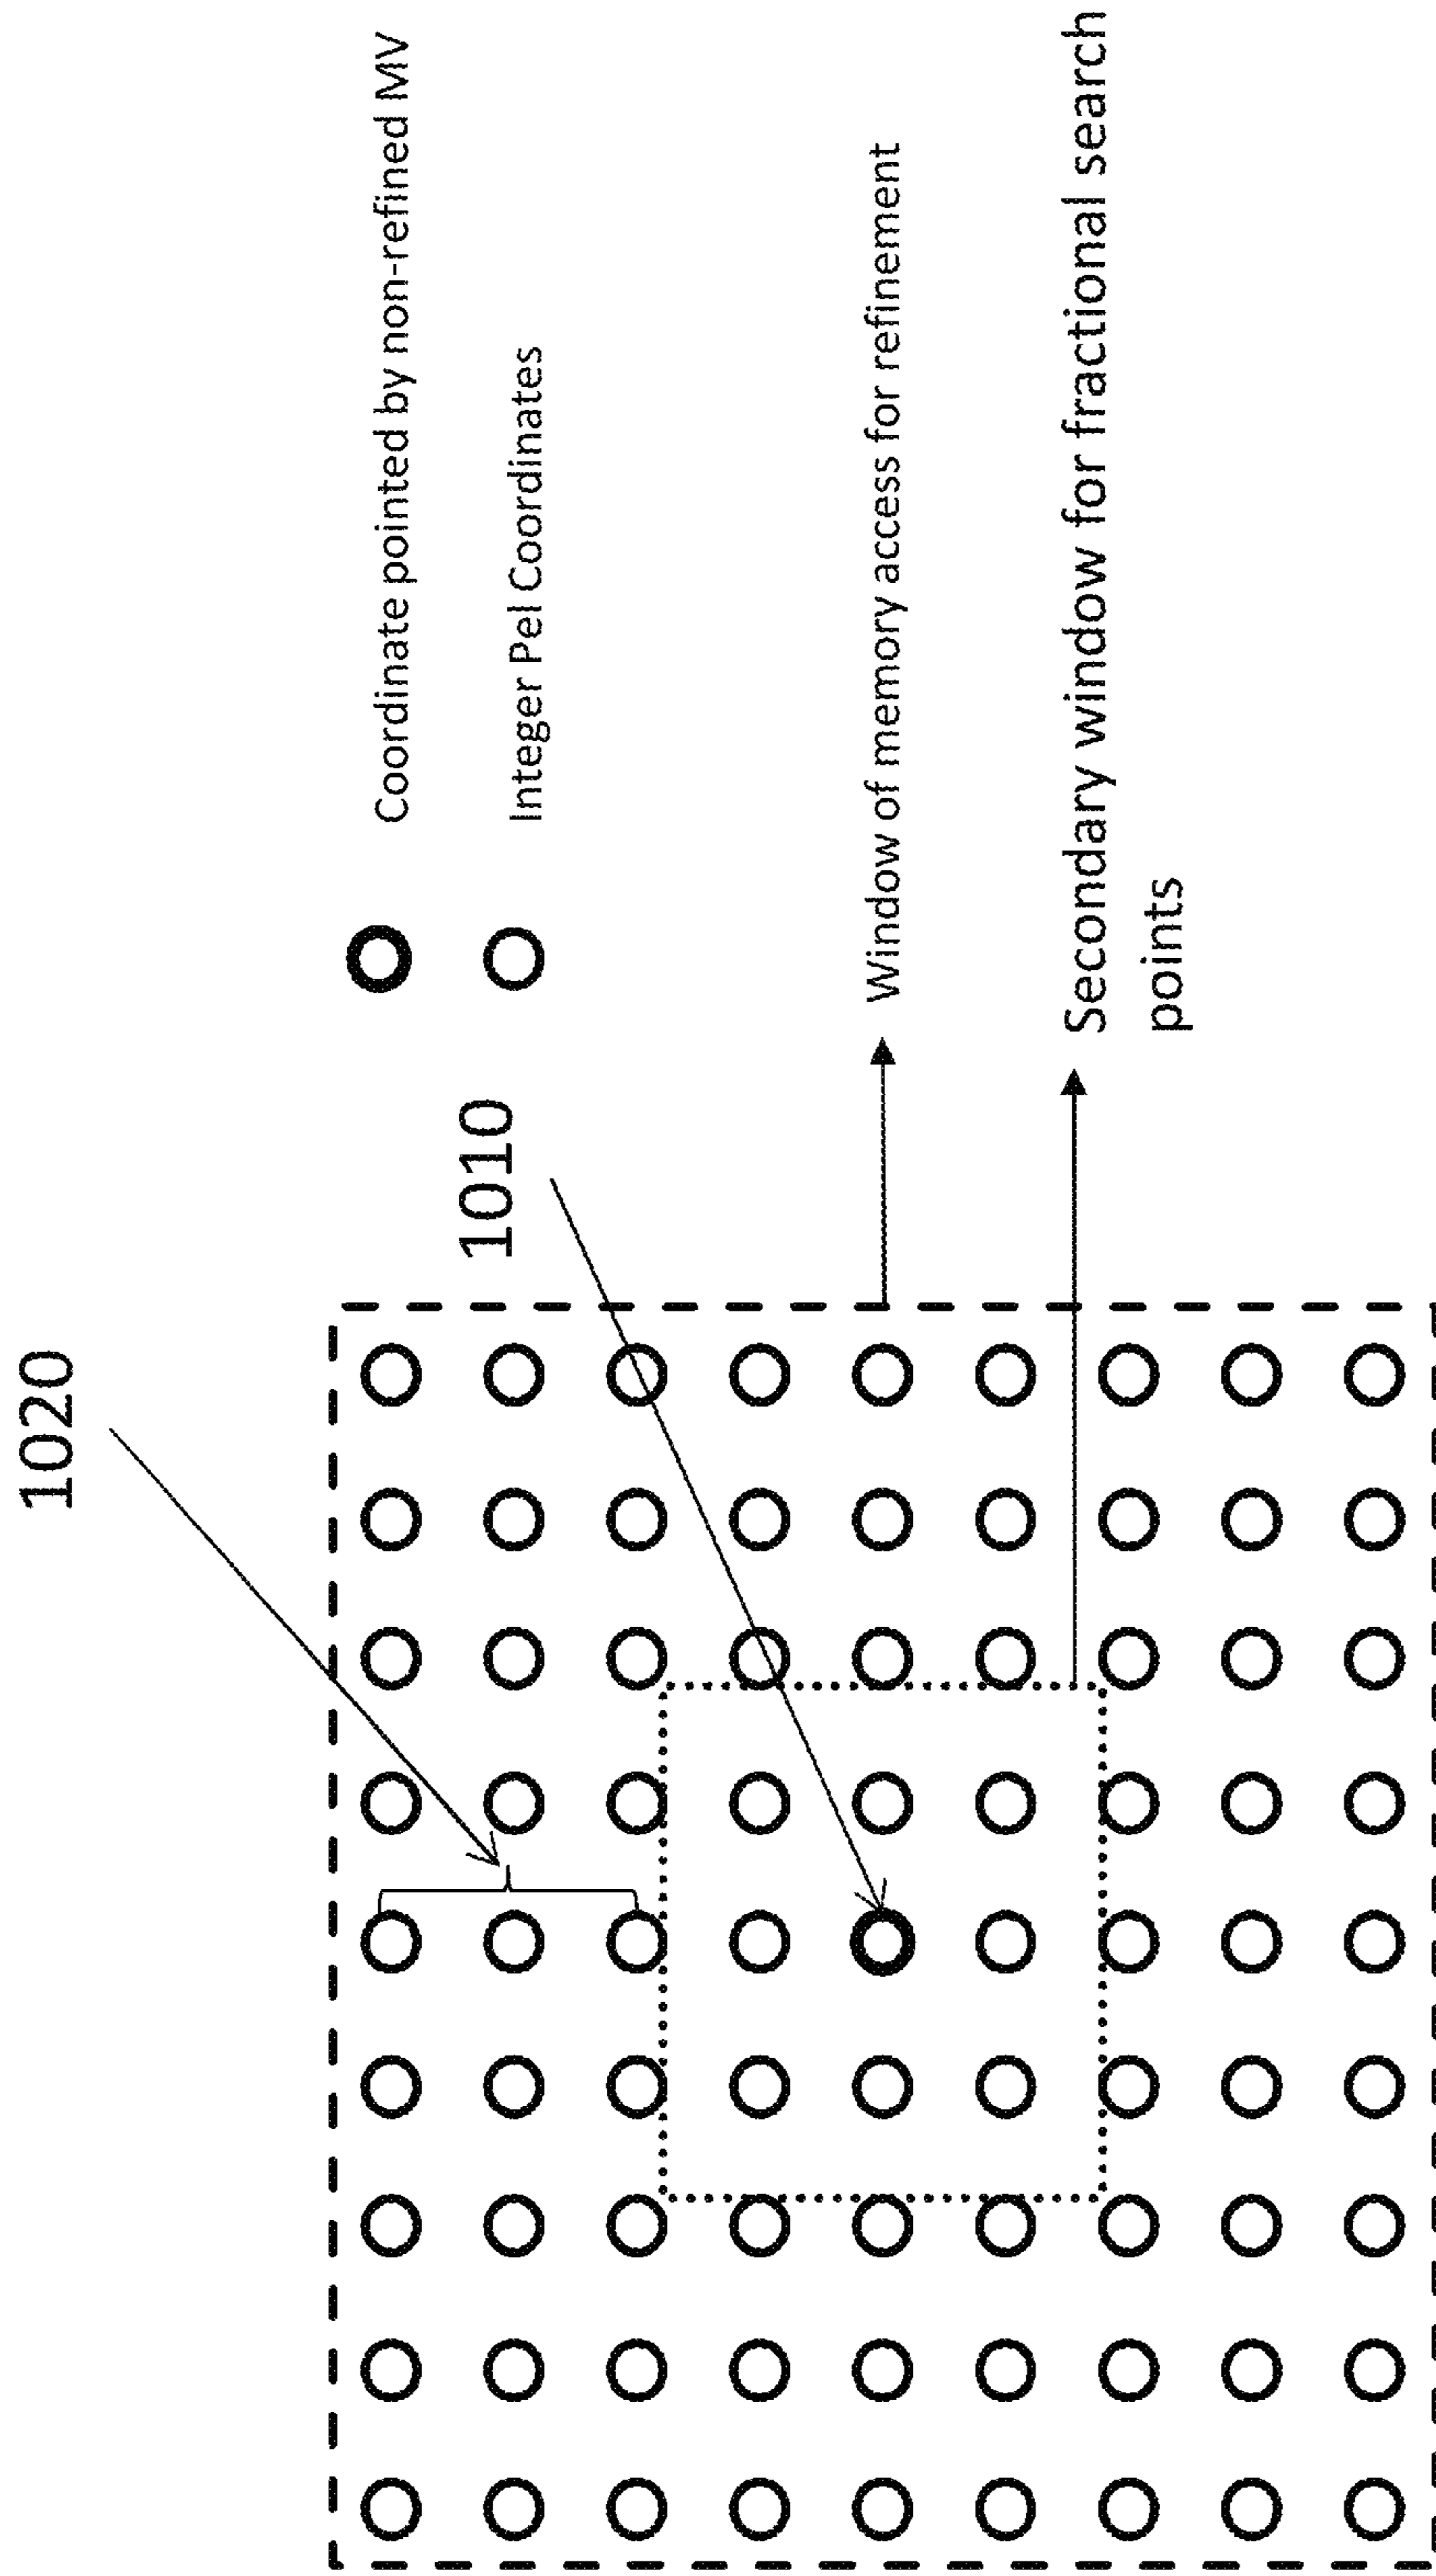 1020
1010
Coordinate pointed by non-refined MV
Integer Pel Coordinates
Window of memory access for refinement
Secondary window for fractional search
points